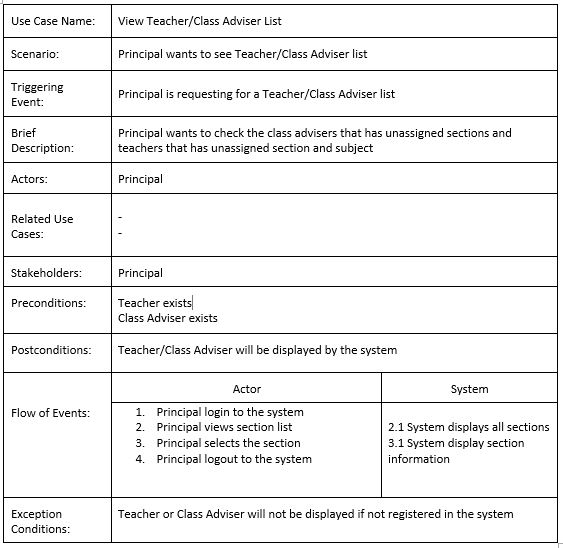 Use Case Name: View Teacher/Class Adviser List
Scenario: Principal wants to see Teacher/Class Adviser list
Triggering
Event:
Principal is requesting for a Teacher/Class Adviser list
Brief
Description:
Principal wants to check the class advisers that has unassigned sections and
teachers that has unassigned section and subject
Actors: Principal
Related Use
Cases:
-
-
Stakeholders: Principal
Preconditions: Teacher exists
Class Adviser exists
Postconditions: Teacher/Class Adviser will be displayed by the system
Flow of Events:
Actor
1. Principal login to the system
2. Principal views section list
3. Principal selects the section
4. Principal logout to the system
System
2.1 System displays all sections
3.1 System display section
information
Exception
Conditions:
Teacher or Class Adviser will not be displayed if not registered in the system